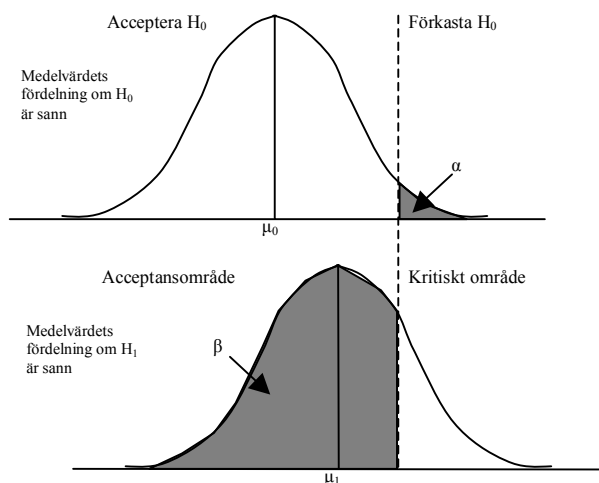 Acceptera H₀
Förkasta H₀
Medelvärdets
fördelning om H₀
är sann
α
μ₀
Acceptansområde
Kritiskt område
Medelvärdets
fördelning om H₁
är sann
β
μ₁